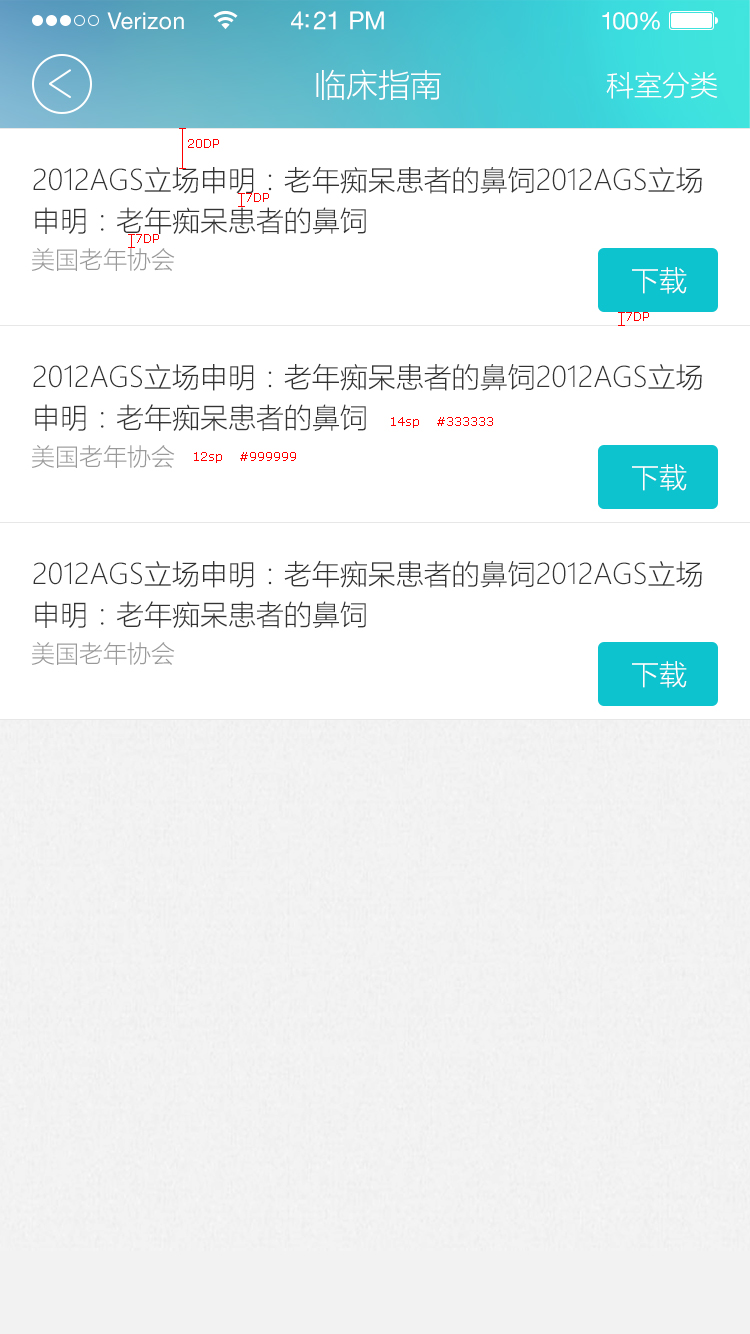 Verizon 4:21 PM 100%
临床指南 科室分类
20DP
2012AGS立场申明：老年痴呆患者的鼻饲2012AGS立场
7DP
申明：老年痴呆患者的鼻饲
7DP
美国老年协会
下载
7DP
2012AGS立场申明：老年痴呆患者的鼻饲2012AGS立场
申明：老年痴呆患者的鼻饲 14sp #333333
美国老年协会 12sp #999999
下载
2012AGS立场申明：老年痴呆患者的鼻饲2012AGS立场
申明：老年痴呆患者的鼻饲
美国老年协会
下载